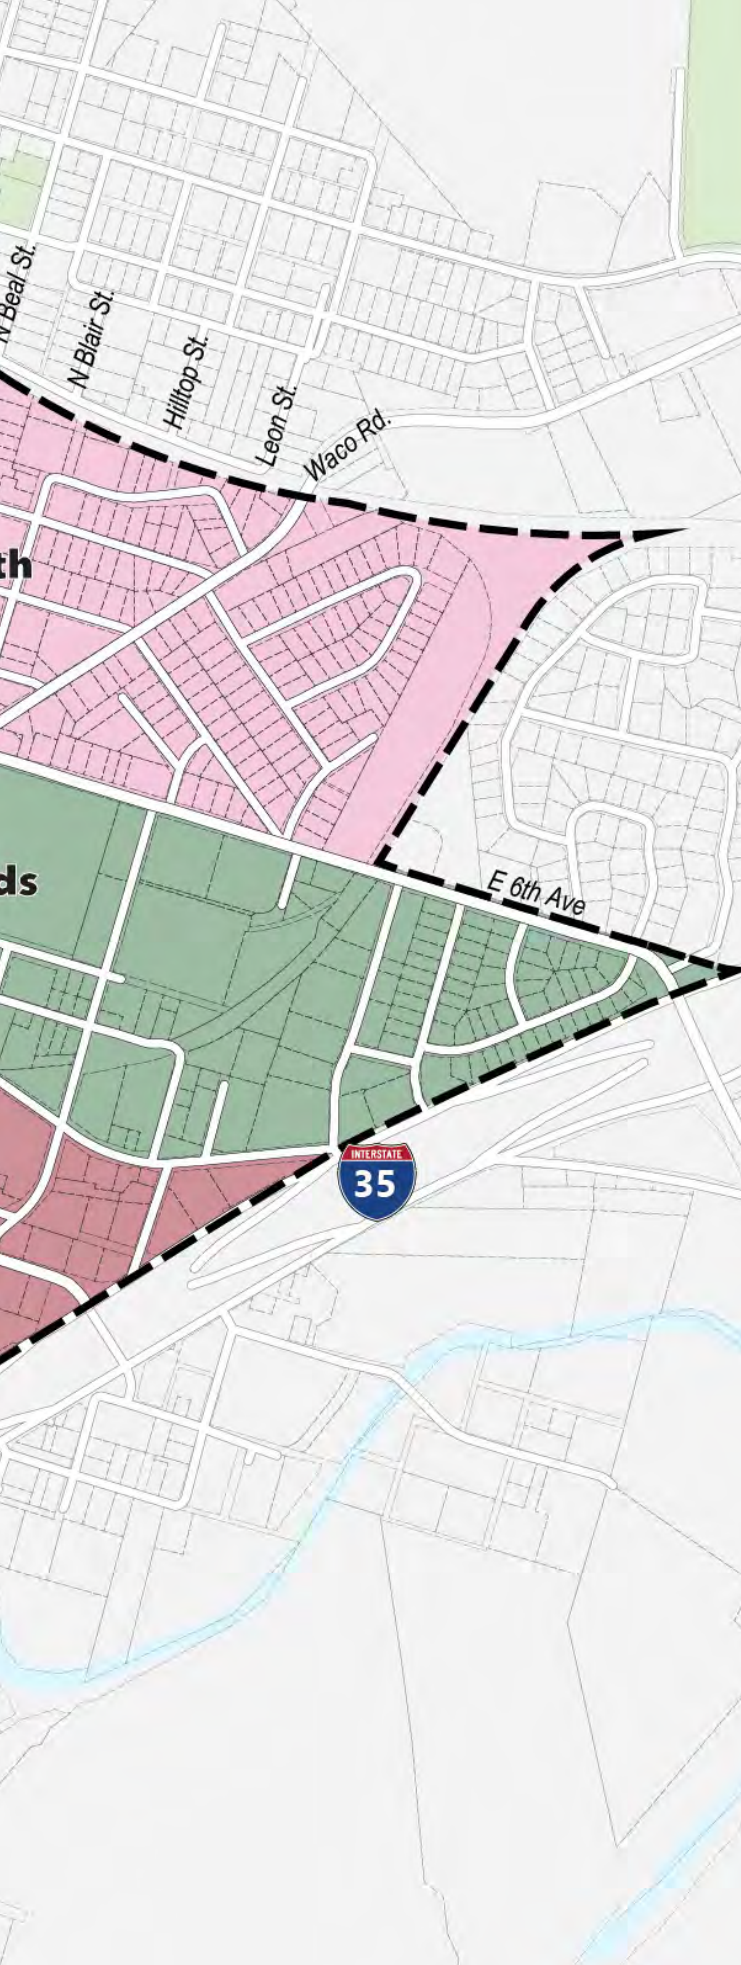 N Beal St.
N Blair St.
Hilltop St.
Leon St.
Waco Rd.
th
ds
E 6th Ave
INTERSTATE
35